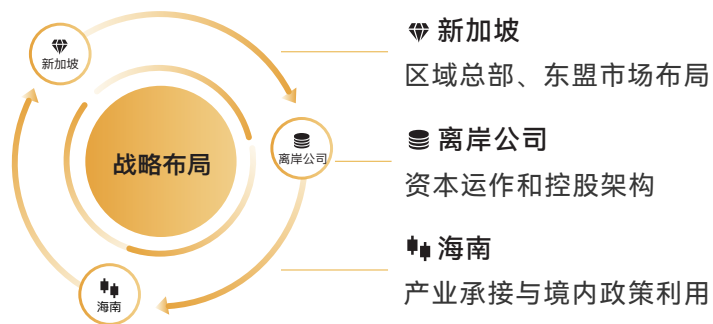 新加坡
离岸公司
战略布局
海南
新加坡
区域总部、东盟市场布局
离岸公司
资本运作和控股架构
海南
产业承接与境内政策利用